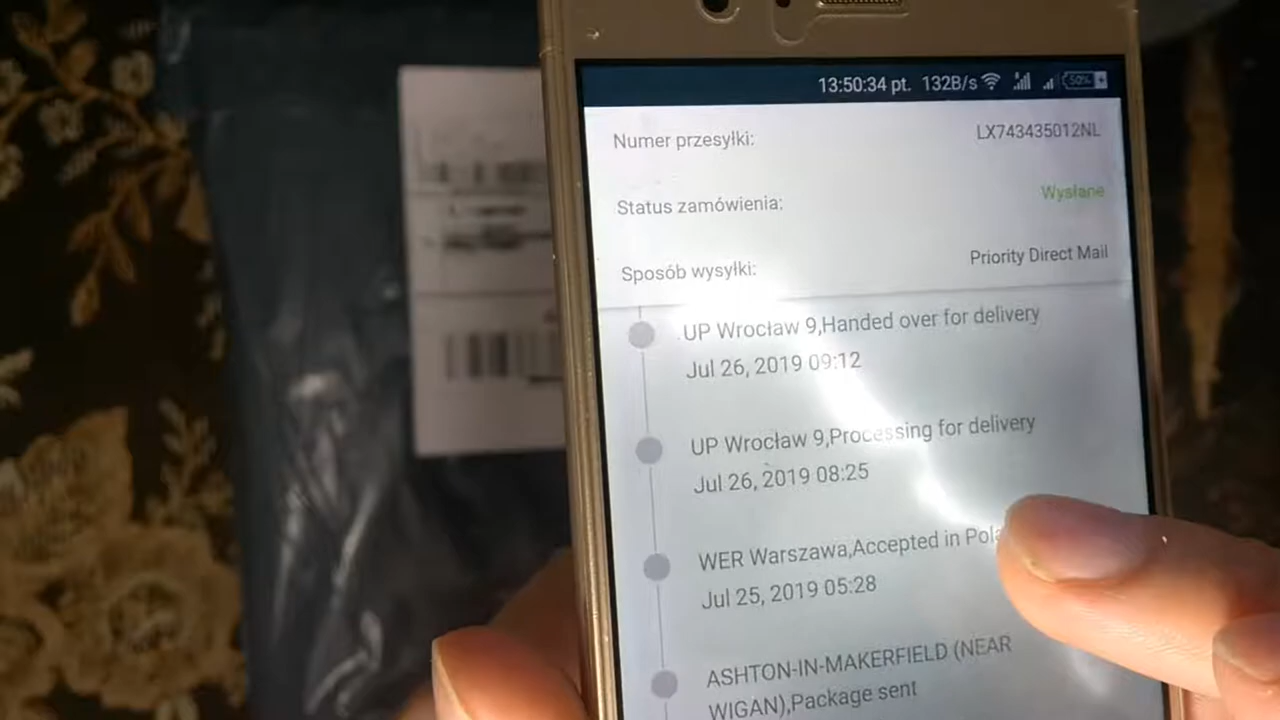 13:50:34 pt. 132B/s 50%
Numer przesyłki: LX743435012NL
Status zamówienia: Wysłane
Sposób wysyłki: Priority Direct Mail
UP Wrocław 9,Handed over for delivery
Jul 26, 2019 09:12
UP Wrocław 9,Processing for delivery
Jul 26, 2019 08:25
WER Warszawa,Accepted in
Jul 25, 2019 05:28
ASHTON-IN-MAKERFIELD (NEAR
WIGAN),Package sent